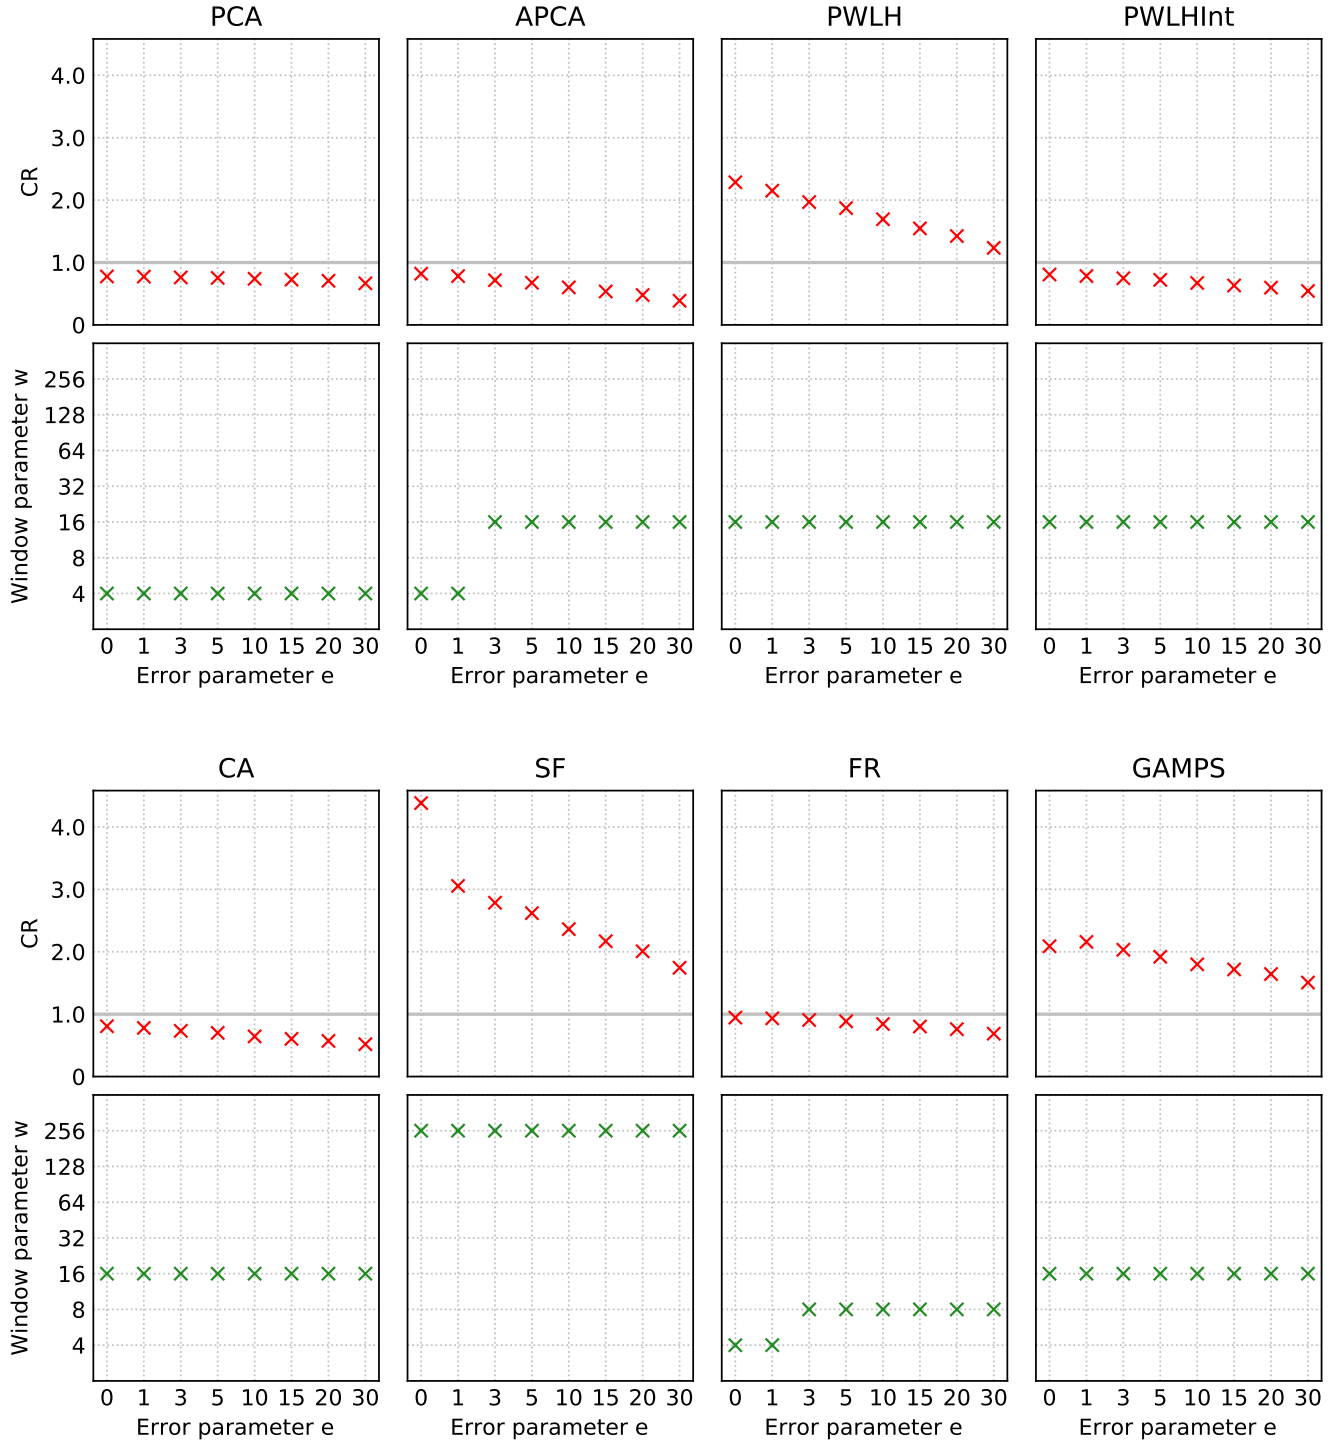 PCA APCA PWLH PWLHInt
4.0
3.0
2.0
1.0
0
CR
256
128
64
32
16
8
4
Window parameter w
0 1 3 5 10 15 20 30 0 1 3 5 10 15 20 30 0 1 3 5 10 15 20 30 0 1 3 5 10 15 20 30
Error parameter e Error parameter e Error parameter e Error parameter e
CA SF FR GAMPS
4.0
3.0
2.0
1.0
0
CR
256
128
64
32
16
8
4
Window parameter w
0 1 3 5 10 15 20 30 0 1 3 5 10 15 20 30 0 1 3 5 10 15 20 30 0 1 3 5 10 15 20 30
Error parameter e Error parameter e Error parameter e Error parameter e